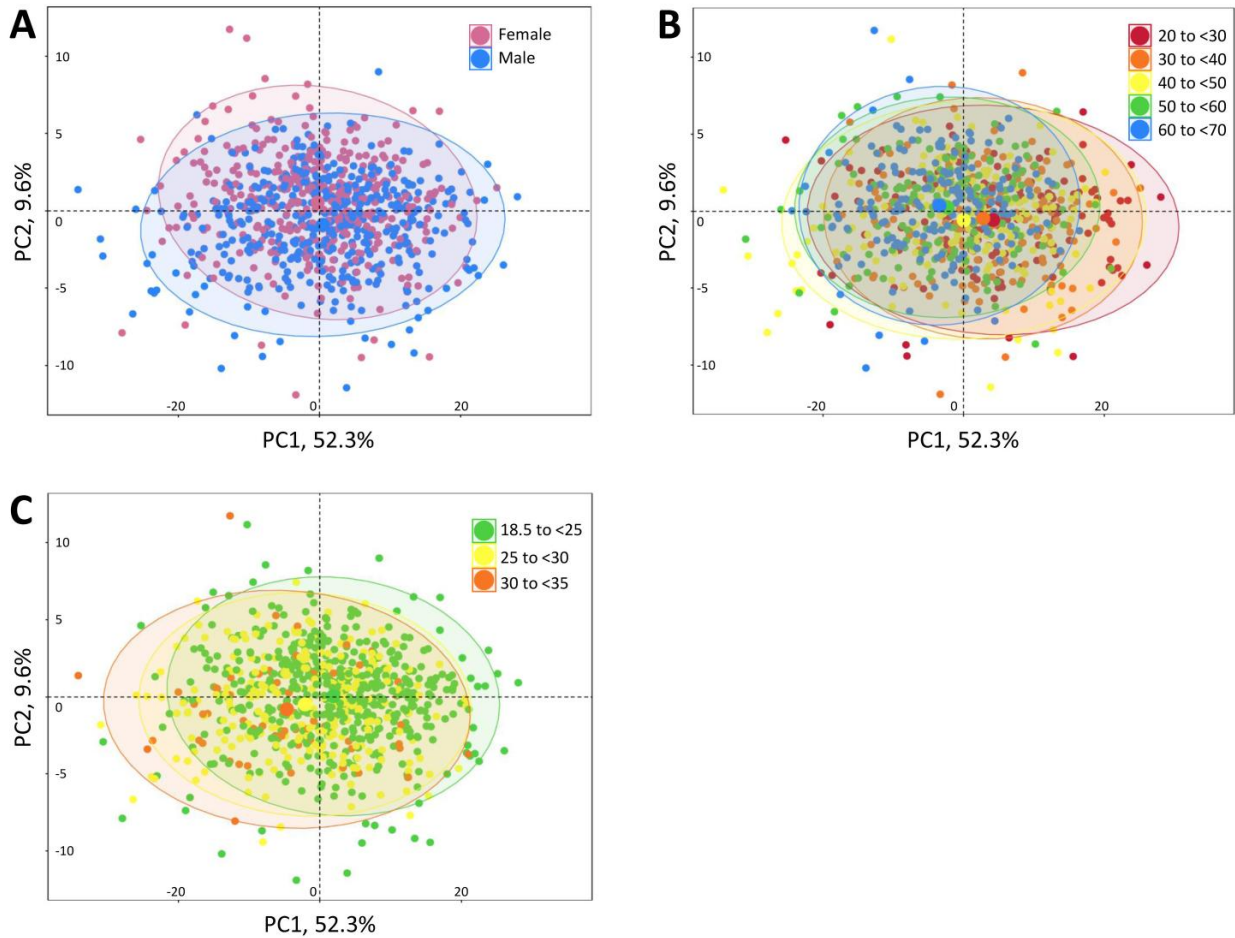 A
Female
Male
10
5
0
-5
-10
PC2, 9.6%
-20
0
20
PC1, 52.3%
B
20 to <30
30 to <40
40 to <50
50 to <60
60 to <70
10
5
0
-5
-10
PC2, 9.6%
-20
0
20
PC1, 52.3%
C
18.5 to <25
25 to <30
30 to <35
10
5
0
-5
-10
PC2, 9.6%
-20
0
20
PC1, 52.3%